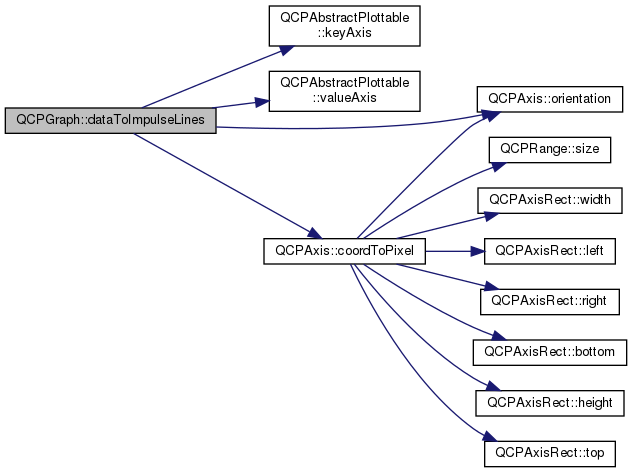 QCPAbstractPlottable
::keyAxis
QCPAbstractPlottable
::valueAxis
QCPGraph::dataToImpulseLines
QCPAxis::orientation
QCPRange::size
QCPAxisRect::width
QCPAxis::coordToPixel
QCPAxisRect::left
QCPAxisRect::right
QCPAxisRect::bottom
QCPAxisRect::height
QCPAxisRect::top